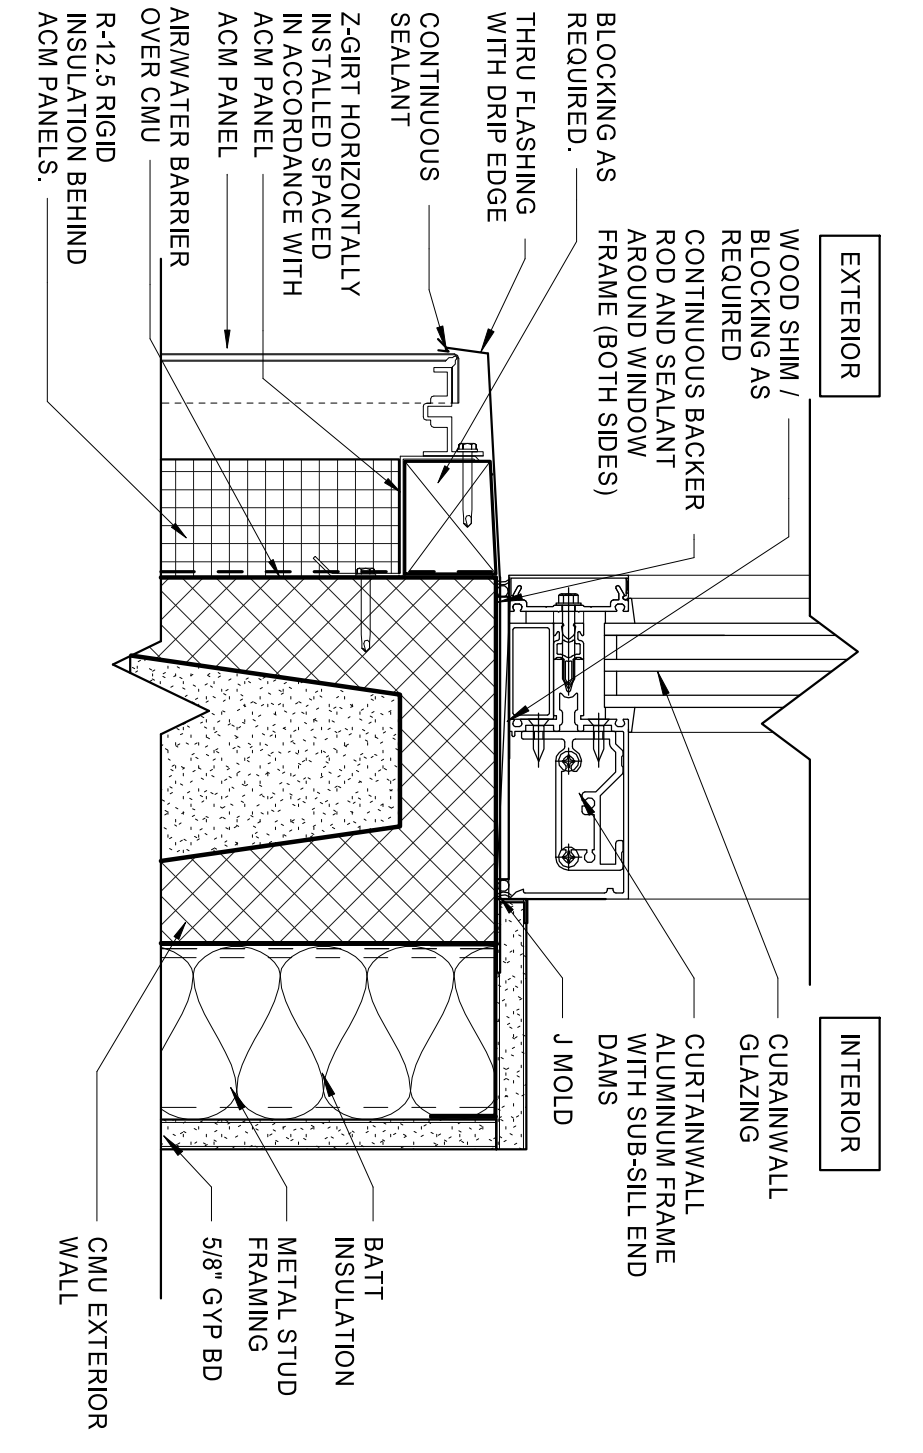 EXTERIOR
INTERIOR
WOOD SHIM /
BLOCKING AS
REQUIRED
CONTINUOUS BACKER
ROD AND SEALANT
AROUND WINDOW
FRAME (BOTH SIDES)
BLOCKING AS
REQUIRED.
THRU FLASHING
WITH DRIP EDGE
CONTINUOUS
SEALANT
Z-GIRT HORIZONTALLY
INSTALLED SPACED
IN ACCORDANCE WITH
ACM PANEL
ACM PANEL
AIR/WATER BARRIER
OVER CMU
R-12.5 RIGID
INSULATION BEHIND
ACM PANELS.
CURAINWALL
GLAZING
CURTAINWALL
ALUMINUM FRAME
WITH SUB-SILL END
DAMS
J MOLD
BATT
INSULATION
METAL STUD
FRAMING
5/8" GYP BD
CMU EXTERIOR
WALL